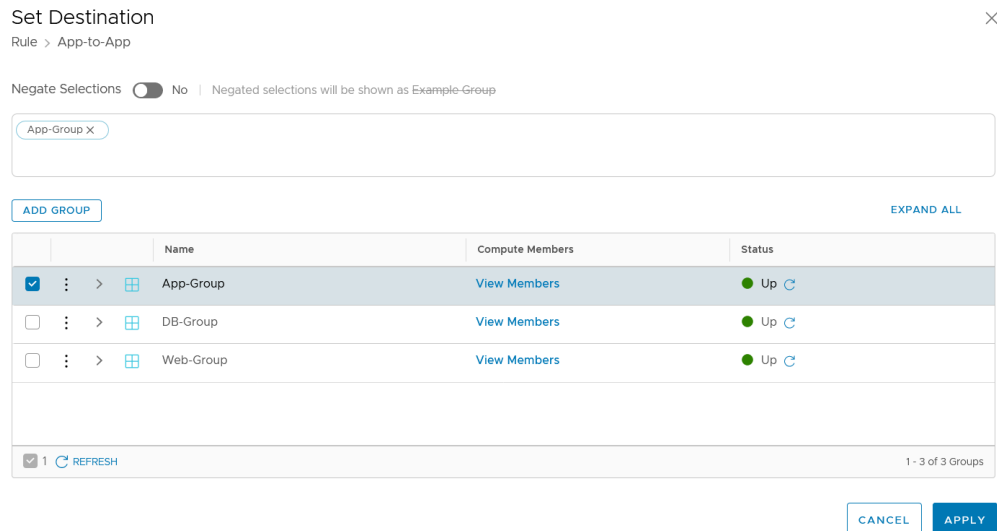 Set Destination
Rule > App-to-App
Negate Selections No | Negated selections will be shown as Example Group
App-Group
ADD GROUP EXPAND ALL
Name Compute Members Status
App-Group View Members Up
DB-Group View Members Up
Web-Group View Members Up
1 REFRESH 1 - 3 of 3 Groups
CANCEL APPLY